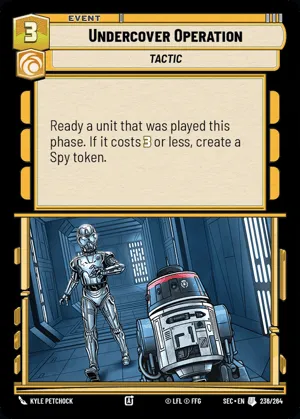 3
EVENT
UNDERCOVER OPERATION
TACTIC
Ready a unit that was played this
phase. If it costs 3 or less, create a
Spy token.
KYLE PETCHOCK
© LFL © FFG
SEC • EN
238/264